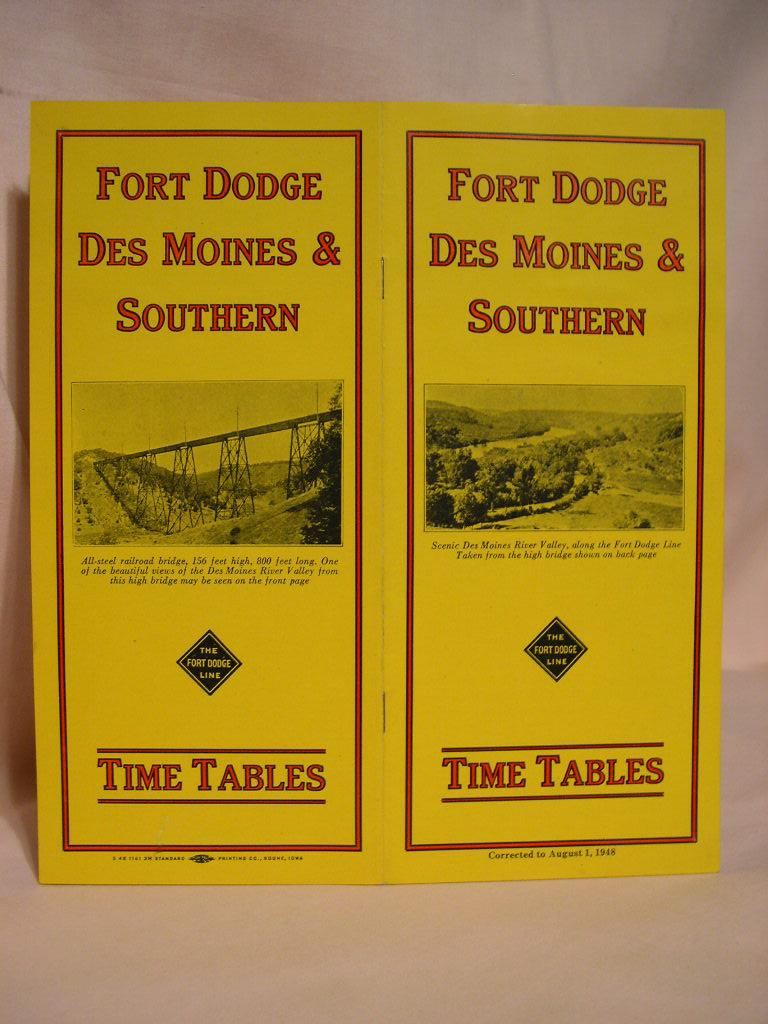 FORT DODGE
DES MOINES &
SOUTHERN
All-steel railroad bridge, 156 feet high, 800 feet long. One
of the beautiful views of the Des Moines River Valley from
this high bridge may be seen on the front page
THE
FORT DODGE
LINE
TIME TABLES
PRINTING CO., BOONE, IOWA
FORT DODGE
DES MOINES &
SOUTHERN
Scenic Des Moines River Valley, along the Fort Dodge Line
Taken from the high bridge shown on back page
THE
FORT DODGE
LINE
TIME TABLES
Corrected to August 1, 1948